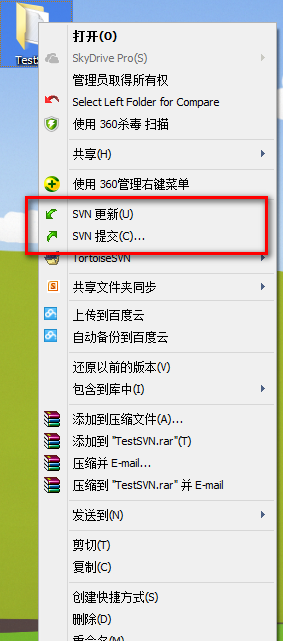 Test
打开(O)
SkyDrive Pro(S)
管理员取得所有权
Select Left Folder for Compare
使用 360杀毒 扫描
共享(H)
使用 360管理右键菜单
SVN 更新(U)
SVN 提交(C)...
TortoiseSVN
共享文件夹同步
上传到百度云
自动备份到百度云
还原以前的版本(V)
包含到库中(I)
添加到压缩文件(A)...
添加到 "TestSVN.rar"(T)
压缩并 E-mail...
压缩到 "TestSVN.rar" 并 E-mail
发送到(N)
剪切(T)
复制(C)
创建快捷方式(S)
删除(D)
重命名(M)